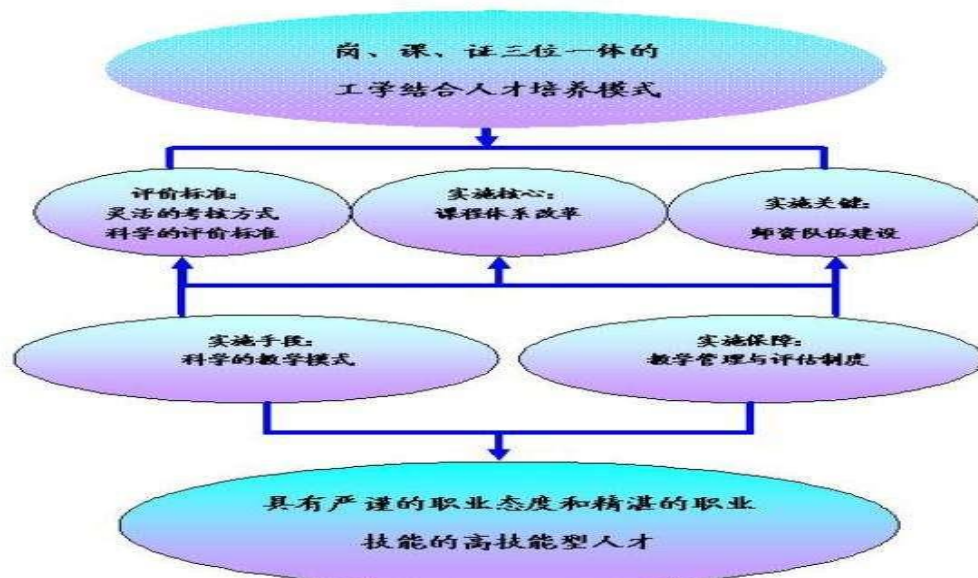 岗、课、证三位一体的
工学结合人才培养模式
评价标准：
灵活的考核方式
科学的评价标准
实施核心：
课程体系改革
实施关键：
师资队伍建设
实施手段：
科学的教学模式
实施保障：
教学管理与评估制度
具有严谨的职业态度和精湛的职业
技能的高技能型人才